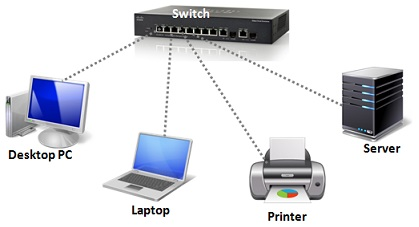 Switch
Desktop PC
Laptop
Printer
Server